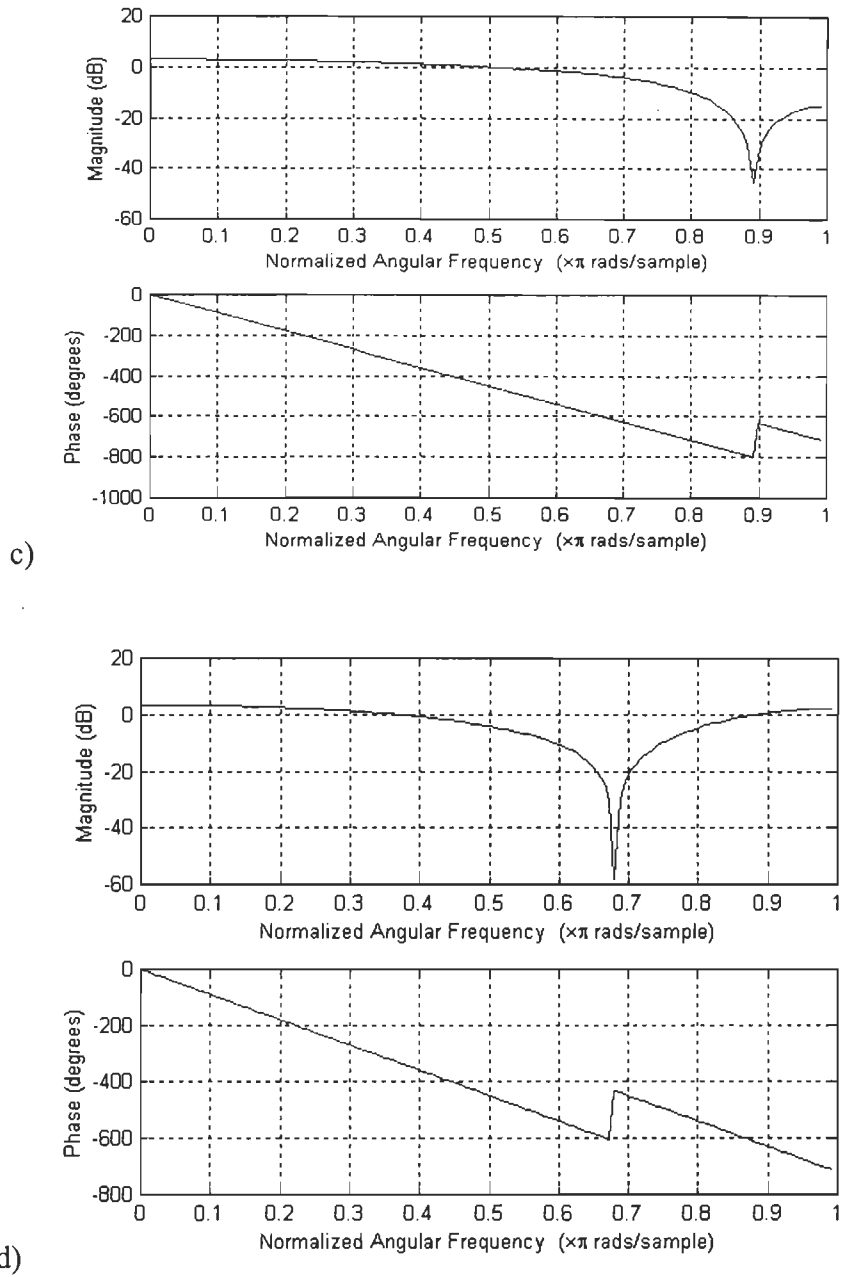 20
0
-20
-40
-60
Magnitude (dB)
0 0.1 0.2 0.3 0.4 0.5 0.6 0.7 0.8 0.9 1
Normalized Angular Frequency (×π rads/sample)
0
-200
-400
-600
-800
-1000
Phase (degrees)
0 0.1 0.2 0.3 0.4 0.5 0.6 0.7 0.8 0.9 1
Normalized Angular Frequency (×π rads/sample)
c)
20
0
-20
-40
-60
Magnitude (dB)
0 0.1 0.2 0.3 0.4 0.5 0.6 0.7 0.8 0.9 1
Normalized Angular Frequency (×π rads/sample)
0
-200
-400
-600
-800
Phase (degrees)
0 0.1 0.2 0.3 0.4 0.5 0.6 0.7 0.8 0.9 1
Normalized Angular Frequency (×π rads/sample)
d)